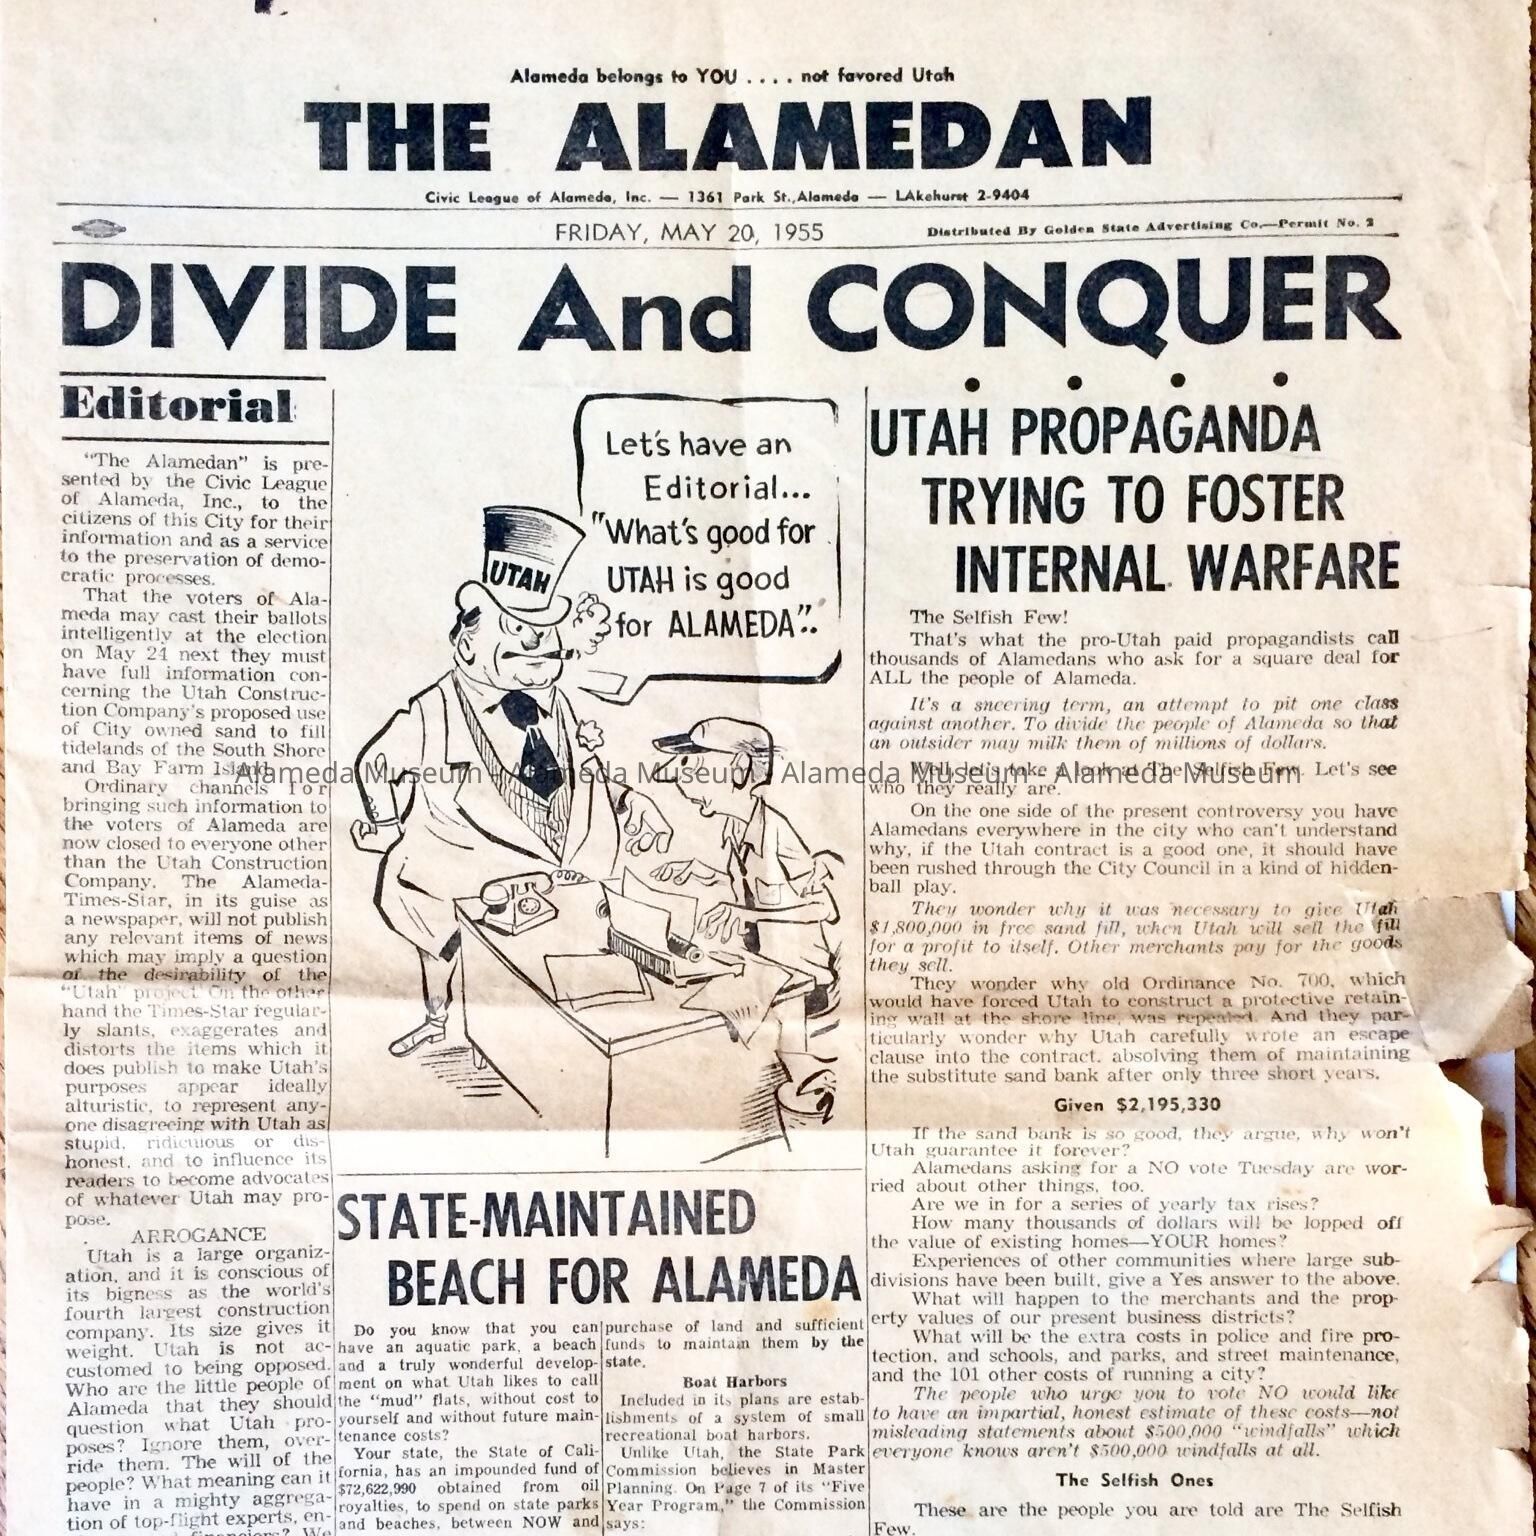 Alameda belongs to YOU .... not favored Utah
THE ALAMEDAN
Civic League of Alameda, Inc. — 1361 Park St., Alameda — LAkehurst 2-9404
FRIDAY, MAY 20, 1955
Distributed By Golden State Advertising Co.—Permit No. 2
DIVIDE And CONQUER
Editorial
"The Alamedan" is pre-
sented by the Civic League
of Alameda, Inc., to the
citizens of this City for their
information and as a service
to the preservation of demo-
cratic processes.
That the voters of Ala-
meda may cast their ballots
intelligently at the election
on May 24 next they must
have full information con-
cerning the Utah Construc-
tion Company's proposed use
of City owned sand to fill
tidelands of the South Shore
and Bay Farm Island.
Ordinary channels for
bringing such information to
the voters of Alameda are
now closed to everyone other
than the Utah Construction
Company. The Alameda-
Times-Star, in its guise as
a newspaper, will not publish
any relevant items of news
which may imply a question
of the desirability of the
"Utah" project. On the other
hand the Times-Star regular-
ly slants, exaggerates and
distorts the items which it
does publish to make Utah's
purposes appear ideally
alturistic, to represent any-
one disagreeing with Utah as
stupid, ridiculous or dis-
honest, and to influence its
readers to become advocates
of whatever Utah may pro-
pose.
ARROGANCE
Utah is a large organiz-
ation, and it is conscious of
its bigness as the world's
fourth largest construction
company. Its size gives it
weight. Utah is not ac-
customed to being opposed.
Who are the little people of
Alameda that they should
question what Utah pro-
poses? Ignore them, over-
ride them. The will of the
people? What meaning can it
have in a mighty aggrega-
tion of top-flight experts, en-
financiers? We
Let's have an
Editorial...
"What's good for
UTAH is good
for ALAMEDA".
UTAH
STATE-MAINTAINED
BEACH FOR ALAMEDA
Do you know that you can
have an aquatic park, a beach
and a truly wonderful develop-
ment on what Utah likes to call
the "mud" flats, without cost to
yourself and without future main-
tenance costs?
Your state, the State of Cali-
fornia, has an impounded fund of
$72,622,990 obtained from oil
royalties, to spend on state parks
and beaches, between NOW and
purchase of land and sufficient
funds to maintain them by the
state.
Boat Harbors
Included in its plans are estab-
lishments of a system of small
recreational boat harbors.
Unlike Utah, the State Park
Commission believes in Master
Planning. On Page 7 of its "Five
Year Program," the Commission
says:
UTAH PROPAGANDA
TRYING TO FOSTER
INTERNAL WARFARE
The Selfish Few!
That's what the pro-Utah paid propagandists call
thousands of Alamedans who ask for a square deal for
ALL the people of Alameda.
It's a sneering term, an attempt to pit one class
against another. To divide the people of Alameda so that
an outsider may milk them of millions of dollars.
Well let's take a look at The Selfish Few. Let's see
who they really are.
On the one side of the present controversy you have
Alamedans everywhere in the city who can't understand
why, if the Utah contract is a good one, it should have
been rushed through the City Council in a kind of hidden-
ball play.
They wonder why it was necessary to give Utah
$1,800,000 in free sand fill, when Utah will sell the fill
for a profit to itself. Other merchants pay for the goods
they sell.
They wonder why old Ordinance No. 700, which
would have forced Utah to construct a protective retain-
ing wall at the shore line, was repealed. And they par-
ticularly wonder why Utah carefully wrote an escape
clause into the contract, absolving them of maintaining
the substitute sand bank after only three short years.
Given $2,195,330
If the sand bank is so good, they argue, why won't
Utah guarantee it forever?
Alamedans asking for a NO vote Tuesday are wor-
ried about other things, too.
Are we in for a series of yearly tax rises?
How many thousands of dollars will be lopped off
the value of existing homes—YOUR homes?
Experiences of other communities where large sub-
divisions have been built, give a Yes answer to the above.
What will happen to the merchants and the prop-
erty values of our present business districts?
What will be the extra costs in police and fire pro-
tection, and schools, and parks, and street maintenance,
and the 101 other costs of running a city?
The people who urge you to vote NO would like
to have an impartial, honest estimate of these costs—not
misleading statements about $500,000 "windfalls" which
everyone knows aren't $500,000 windfalls at all.
The Selfish Ones
These are the people you are told are The Selfish
Few.
Alameda Museum - Alameda Museum - Alameda Museum - Alameda Museum